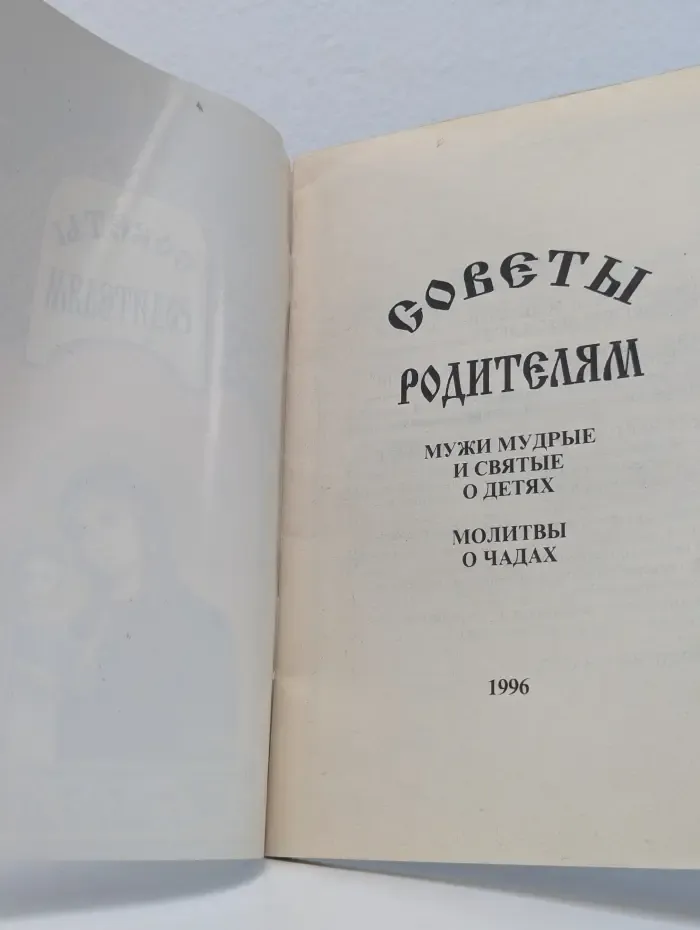 СОВЕТЫ
РОДИТЕЛЯМ
МУЖИ МУДРЫЕ
И СВЯТЫЕ
О ДЕТЯХ
МОЛИТВЫ
О ЧАДАХ
1996